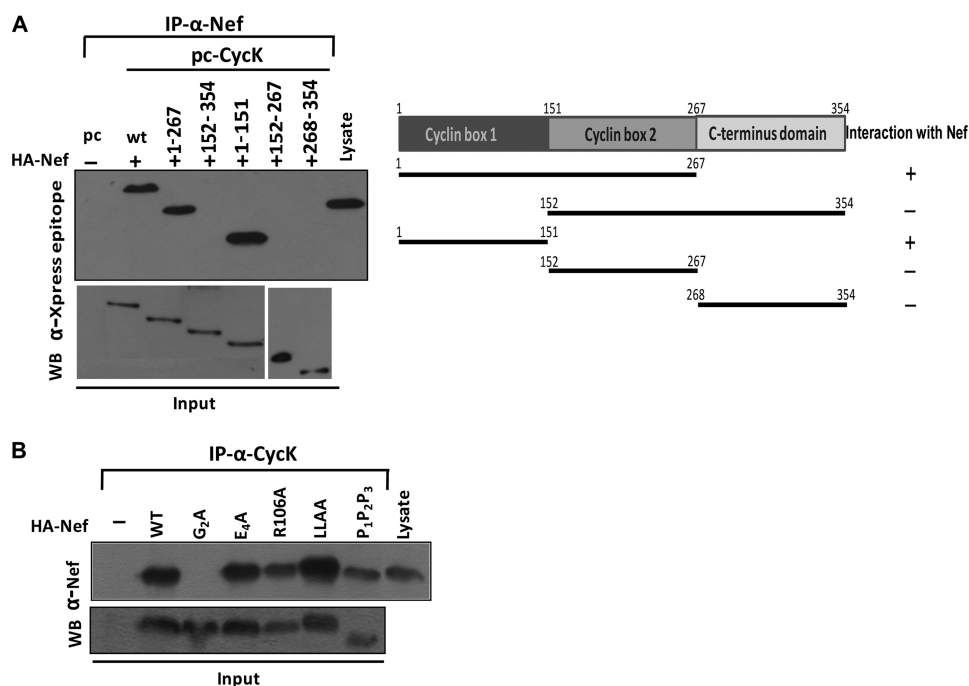 A
IP-α-Nef
pc-CycK
pc
wt
+1-267
+152-354
+1-151
+152-267
+268-354
Lysate
HA-Nef − +
WB α-Xpress epitope
Input
1 151 267 354
Cyclin box 1 Cyclin box 2 C-terminus domain Interaction with Nef
1 267 +
152 354 −
1 151 +
152 267 −
268 354 −
B
IP-α-CycK
HA-Nef − WT G₂A E₄A R106A LLAA P₁P₂P₃ Lysate
WB α-Nef
Input